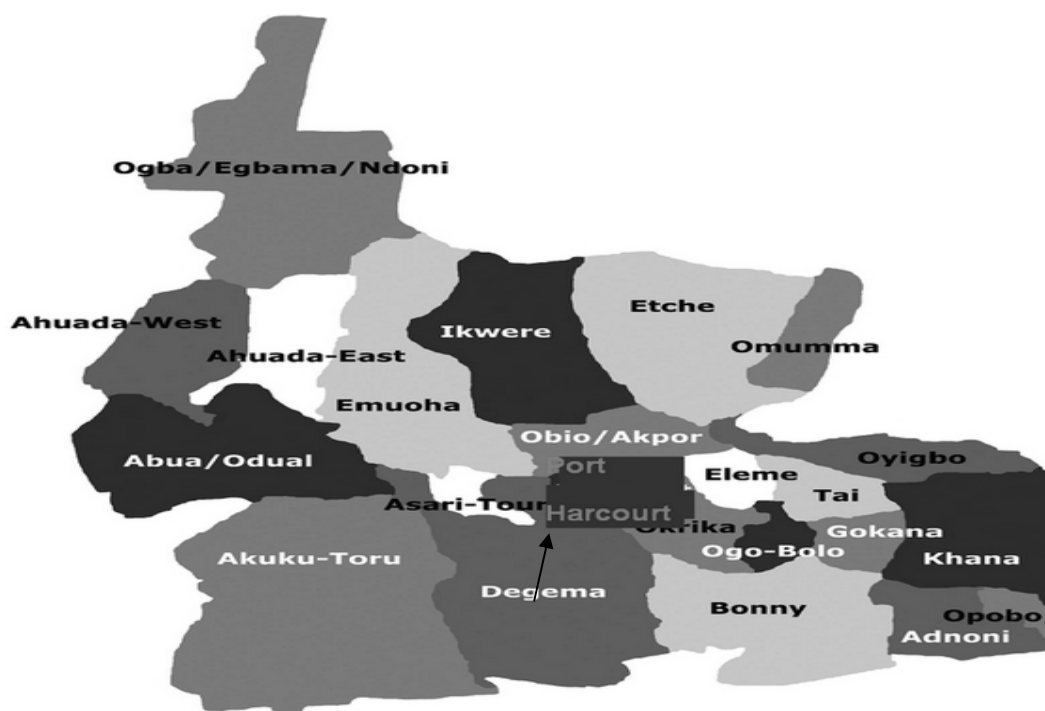 Ogba/Egbama/Ndoni
Etche
Ahuada-West
Ikwere
Omumma
Ahuada-East
Emuoha
Obio/Akpor
Abua/Odual
Port
Oyigbo
Eleme
Tai
Asari-Tour
Harcourt
Okrika
Gokana
Ogo-Bolo
Akuku-Toru
Khana
Degema
Bonny
Opobo
Adnoni